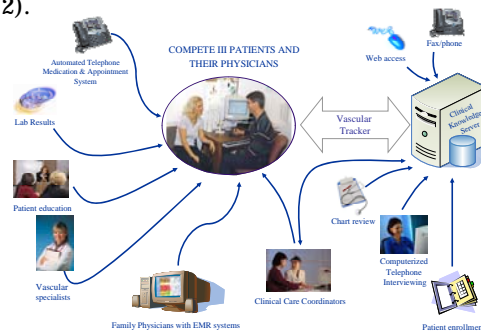 2).
COMPETE III PATIENTS AND
THEIR PHYSICIANS
Automated Telephone
Medication & Appointment
System
Lab Results
Patient education
Vascular
specialists
Family Physicians with EMR systems
Clinical Care Coordinators
Vascular
Tracker
Web access
Fax/phone
Clinical
Knowledge
Server
Chart review
Computerized
Telephone
Interviewing
Patient enrollmen